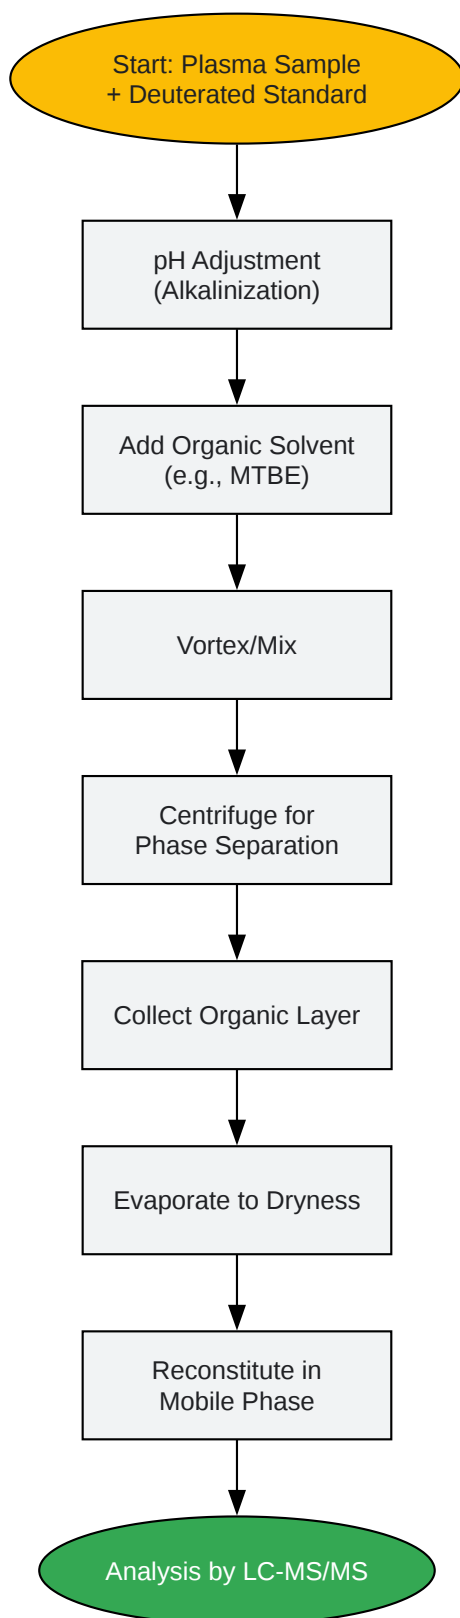 Start: Plasma Sample
+ Deuterated Standard
pH Adjustment
(Alkalinization)
Add Organic Solvent
(e.g., MTBE)
Vortex/Mix
Centrifuge for
Phase Separation
Collect Organic Layer
Evaporate to Dryness
Reconstitute in
Mobile Phase
Analysis by LC-MS/MS